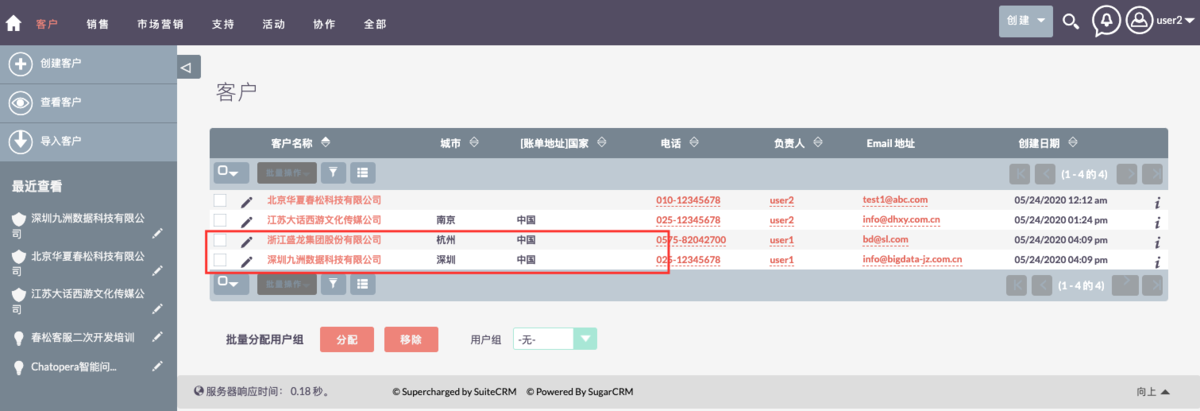 客户 销售 市场营销 支持 活动 协作 全部 创建 user2
创建客户
查看客户
导入客户
最近查看
深圳九洲数据科技有限公
司
北京华夏春松科技有限公
司
江苏大话西游文化传媒公
司
春松客服二次开发培训
Chatopera智能问...
客户
客户名称 城市 [账单地址]国家 电话 负责人 Email 地址 创建日期
批量操作 (1 - 4 的 4)
北京华夏春松科技有限公司 010-12345678 user2 test1@abc.com 05/24/2020 12:12 am
江苏大话西游文化传媒公司 南京 中国 025-12345678 user2 info@dhxy.com.cn 05/24/2020 01:24 pm
浙江盛龙集团股份有限公司 杭州 中国 0575-82042700 user1 bd@sl.com 05/24/2020 04:09 pm
深圳九洲数据科技有限公司 深圳 中国 025-12345678 user1 info@bigdata-jz.com.cn 05/24/2020 04:09 pm
批量操作 (1 - 4 的 4)
批量分配用户组 分配 移除 用户组 -无-
服务器响应时间： 0.18 秒。 © Supercharged by SuiteCRM © Powered By SugarCRM 向上